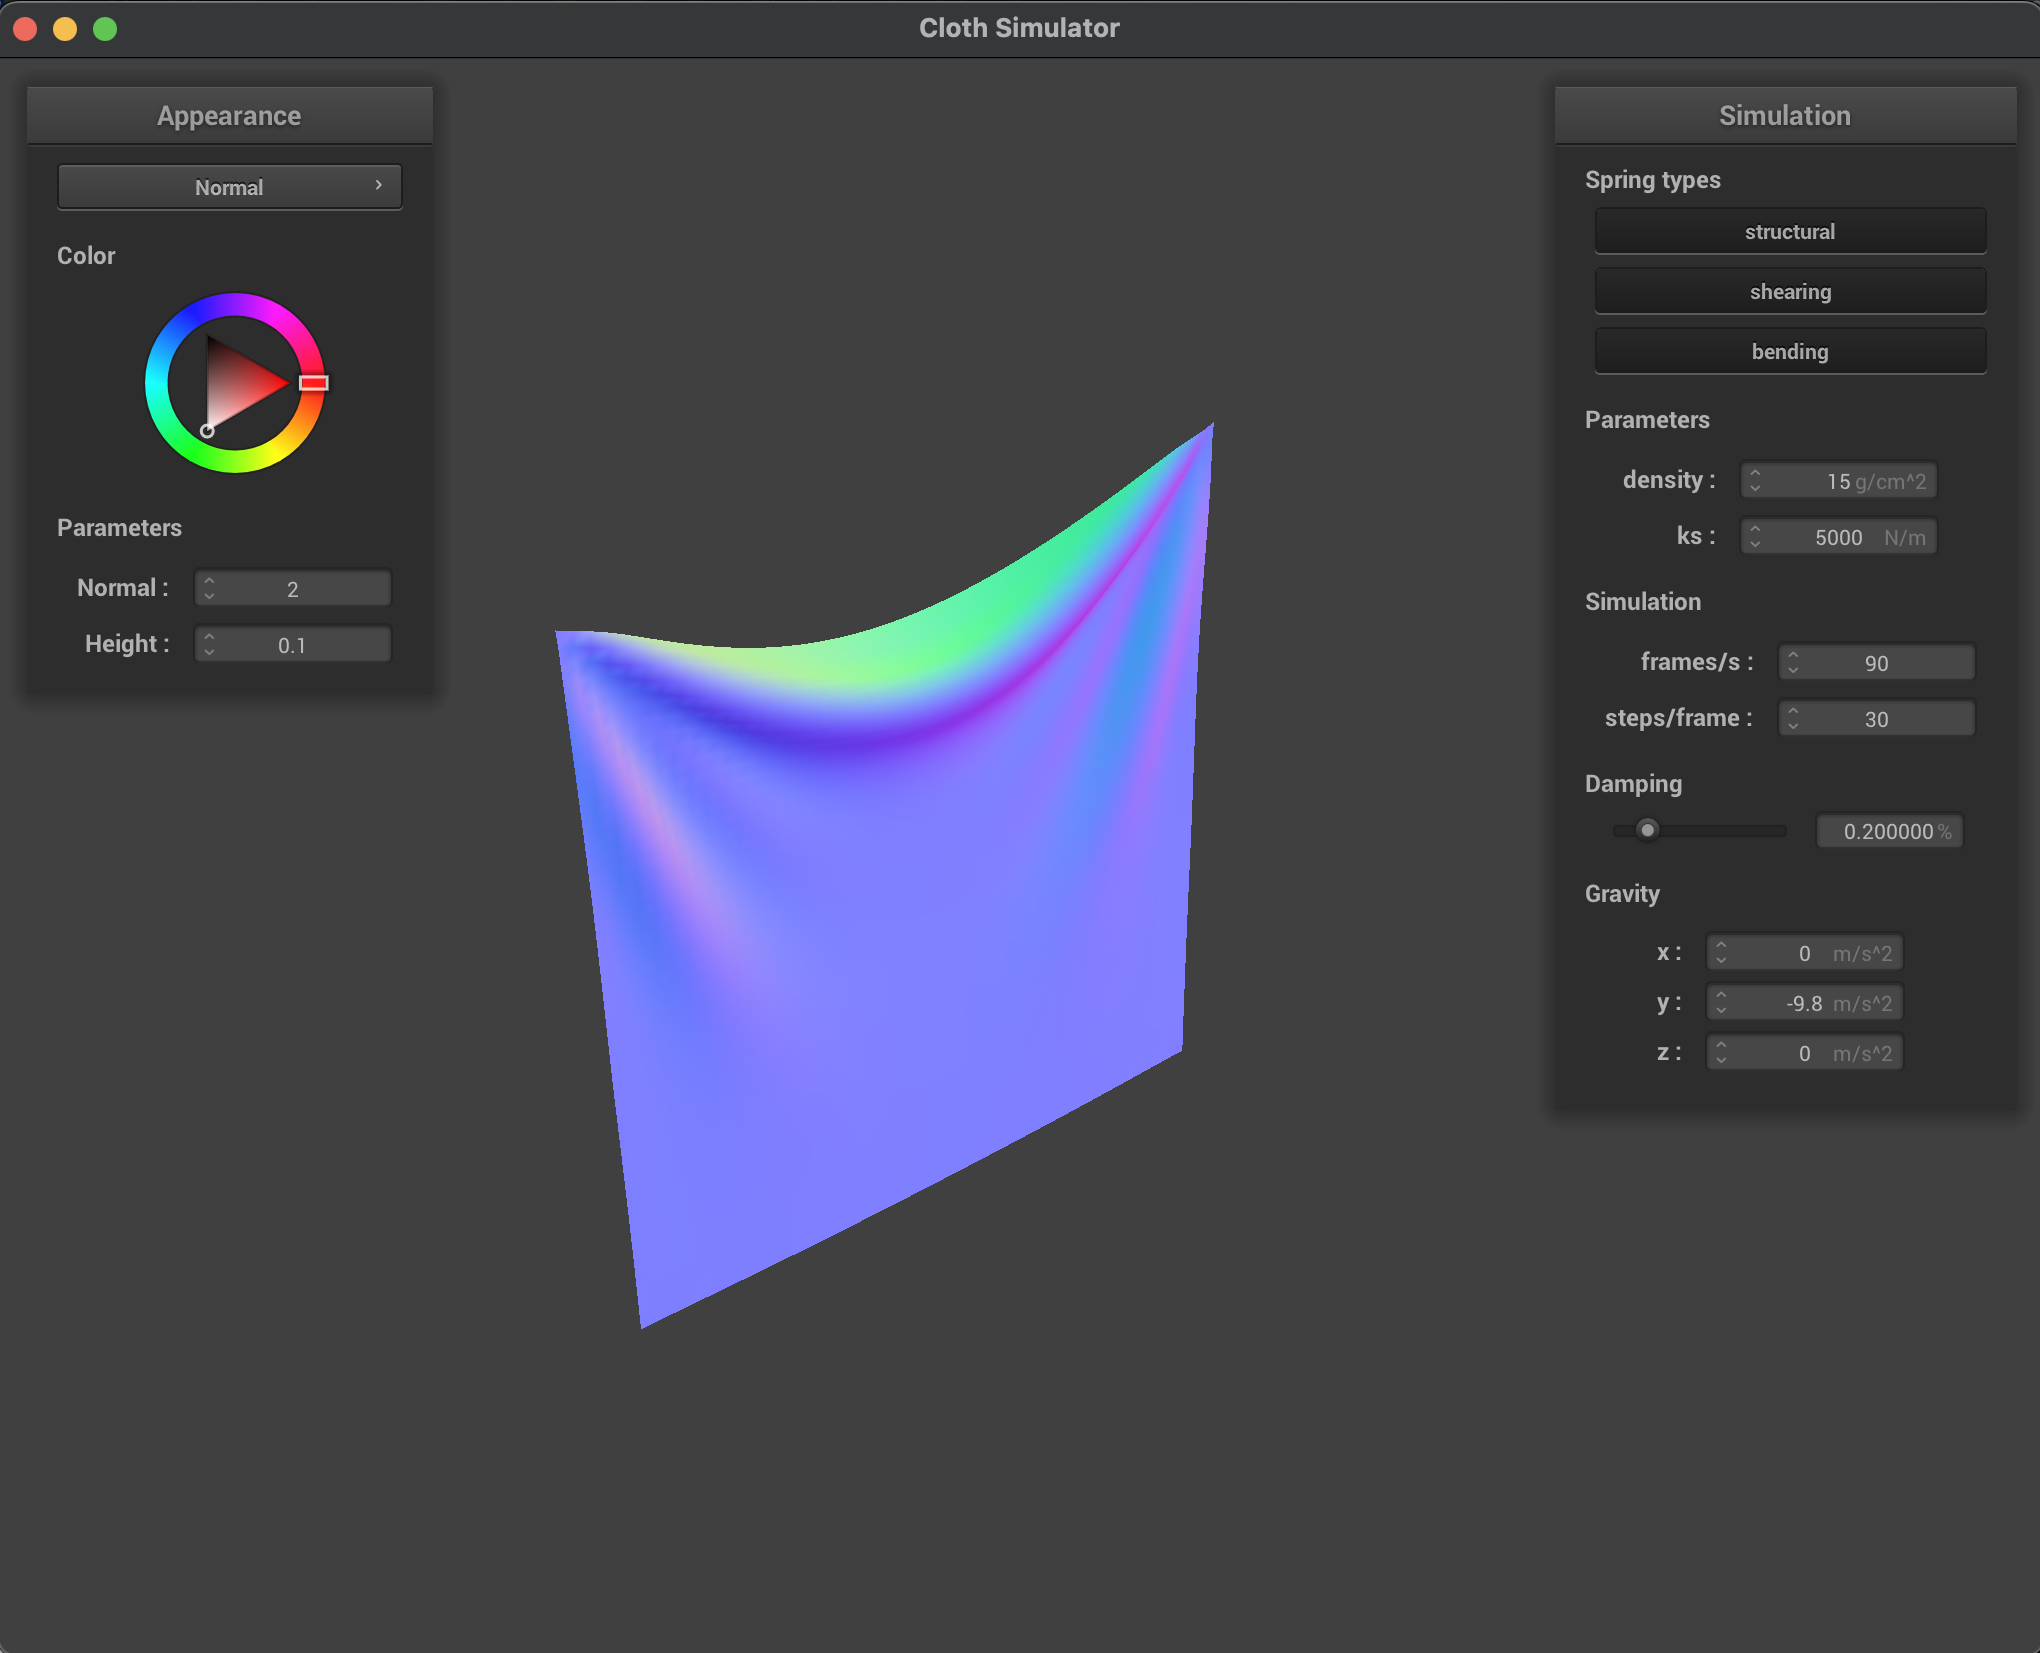 Cloth Simulator
Appearance
Normal
Color
Parameters
Normal : 2
Height : 0.1
Simulation
Spring types
structural
shearing
bending
Parameters
density : 15 g/cm^2
ks : 5000 N/m
Simulation
frames/s : 90
steps/frame : 30
Damping
0.200000 %
Gravity
x : 0 m/s^2
y : -9.8 m/s^2
z : 0 m/s^2